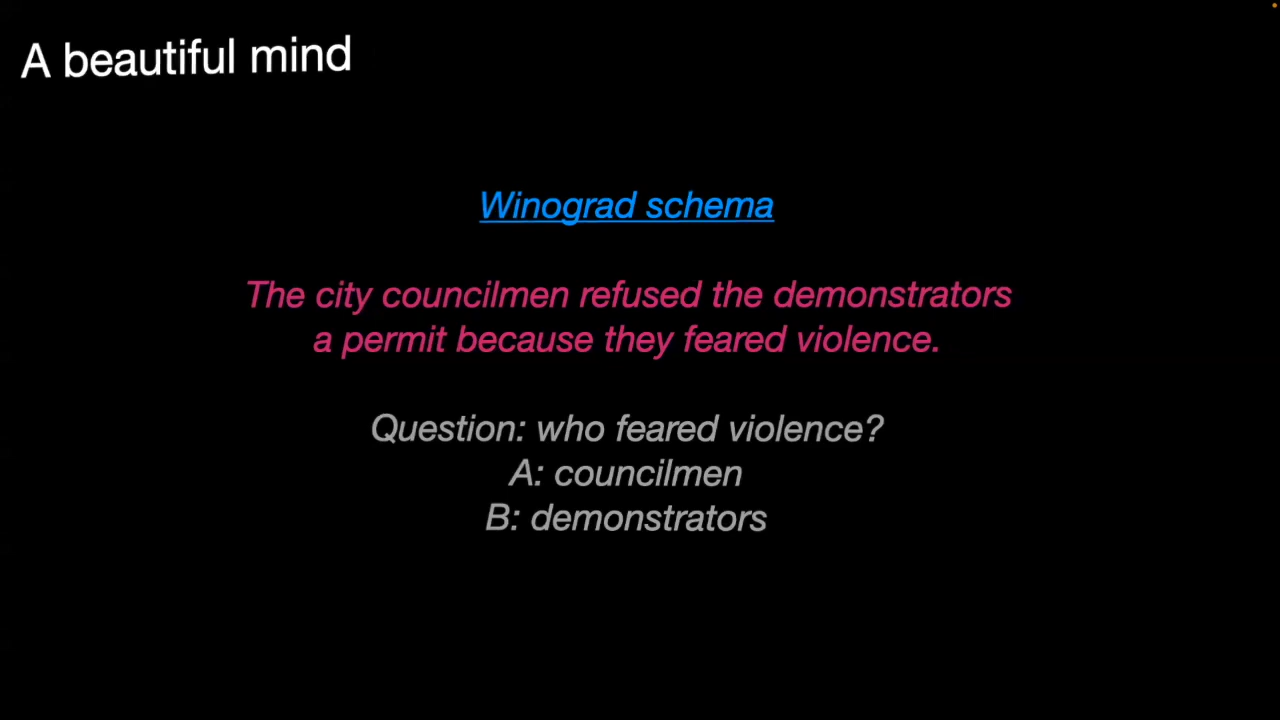 A beautiful mind
Winograd schema
The city councilmen refused the demonstrators
a permit because they feared violence.
Question: who feared violence?
A: councilmen
B: demonstrators